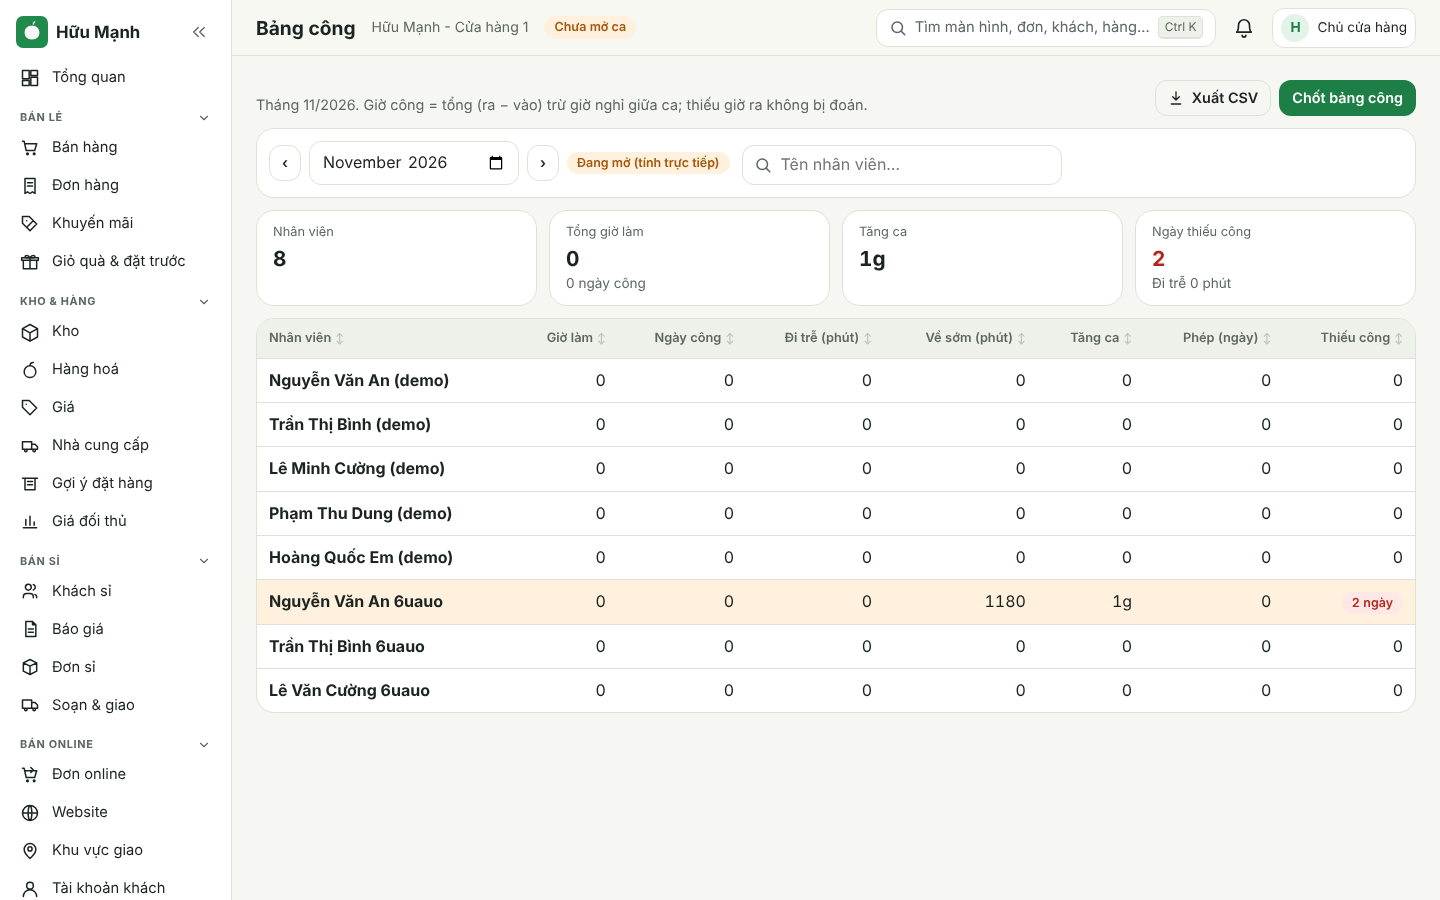 Hữu Mạnh
Tổng quan
BÁN LẺ
Bán hàng
Đơn hàng
Khuyến mãi
Giỏ quà & đặt trước
KHO & HÀNG
Kho
Hàng hoá
Giá
Nhà cung cấp
Gợi ý đặt hàng
Giá đối thủ
BÁN SỈ
Khách sỉ
Báo giá
Đơn sỉ
Soạn & giao
BÁN ONLINE
Đơn online
Website
Khu vực giao
Tài khoản khách
Bảng công Hữu Mạnh - Cửa hàng 1 Chưa mở ca Tìm màn hình, đơn, khách, hàng... Ctrl K H Chủ cửa hàng
Tháng 11/2026. Giờ công = tổng (ra − vào) trừ giờ nghỉ giữa ca; thiếu giờ ra không bị đoán. Xuất CSV Chốt bảng công
‹ November 2026 › Đang mở (tính trực tiếp) Tên nhân viên...
Nhân viên
8
Tổng giờ làm
0
0 ngày công
Tăng ca
1g
Ngày thiếu công
2
Đi trễ 0 phút
Nhân viên Giờ làm Ngày công Đi trễ (phút) Về sớm (phút) Tăng ca Phép (ngày) Thiếu công
Nguyễn Văn An (demo) 0 0 0 0 0 0 0
Trần Thị Bình (demo) 0 0 0 0 0 0 0
Lê Minh Cường (demo) 0 0 0 0 0 0 0
Phạm Thu Dung (demo) 0 0 0 0 0 0 0
Hoàng Quốc Em (demo) 0 0 0 0 0 0 0
Nguyễn Văn An 6uauo 0 0 0 1180 1g 0 2 ngày
Trần Thị Bình 6uauo 0 0 0 0 0 0 0
Lê Văn Cường 6uauo 0 0 0 0 0 0 0